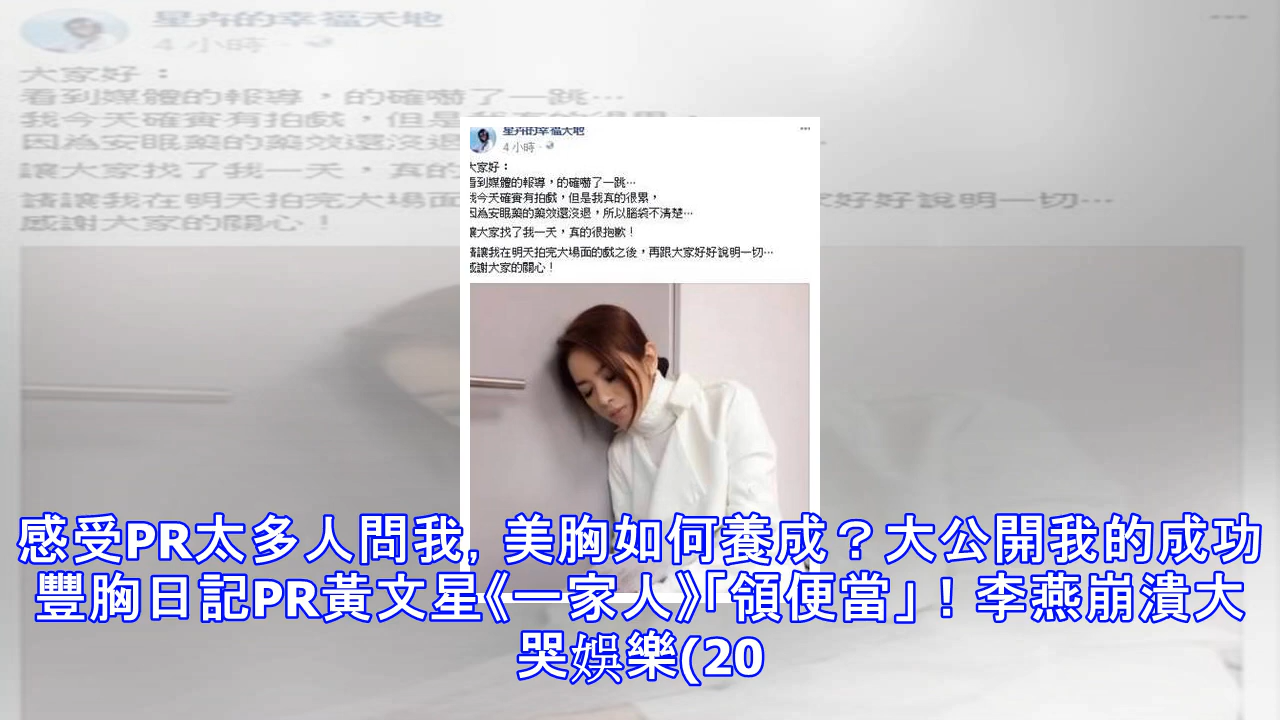 星卉的幸福天地
4 小時
大家好：
看到媒體的報導，的確嚇了一跳…
我今天確實有拍戲，但是我真的很累，
因為安眠藥的藥效還沒退，所以腦袋不清楚…
讓大家找了我一天，真的很抱歉！
請讓我在明天拍完大場面的戲之後，再跟大家好好說明一切…
感謝大家的關心！
感受PR太多人問我, 美胸如何養成？大公開我的成功
豐胸日記PR黃文星《一家人》「領便當」！李燕崩潰大
哭娛樂(20